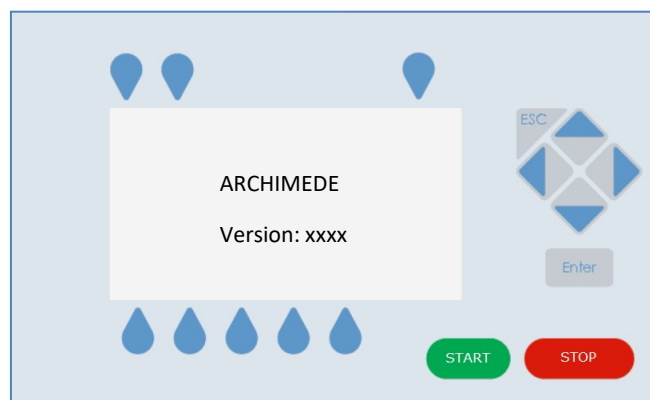 ESC
ARCHIMEDE
Version: xxxx
Enter
START
STOP